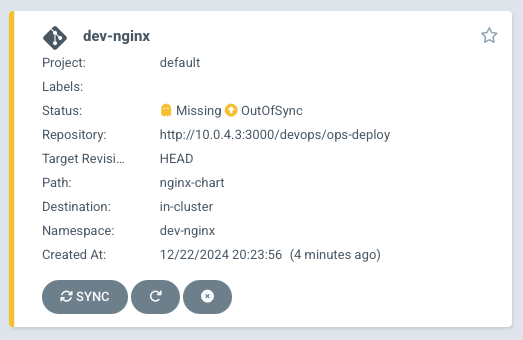 dev-nginx
Project: default
Labels:
Status: Missing OutOfSync
Repository: http://10.0.4.3:3000/devops/ops-deploy
Target Revisi... HEAD
Path: nginx-chart
Destination: in-cluster
Namespace: dev-nginx
Created At: 12/22/2024 20:23:56 (4 minutes ago)
SYNC